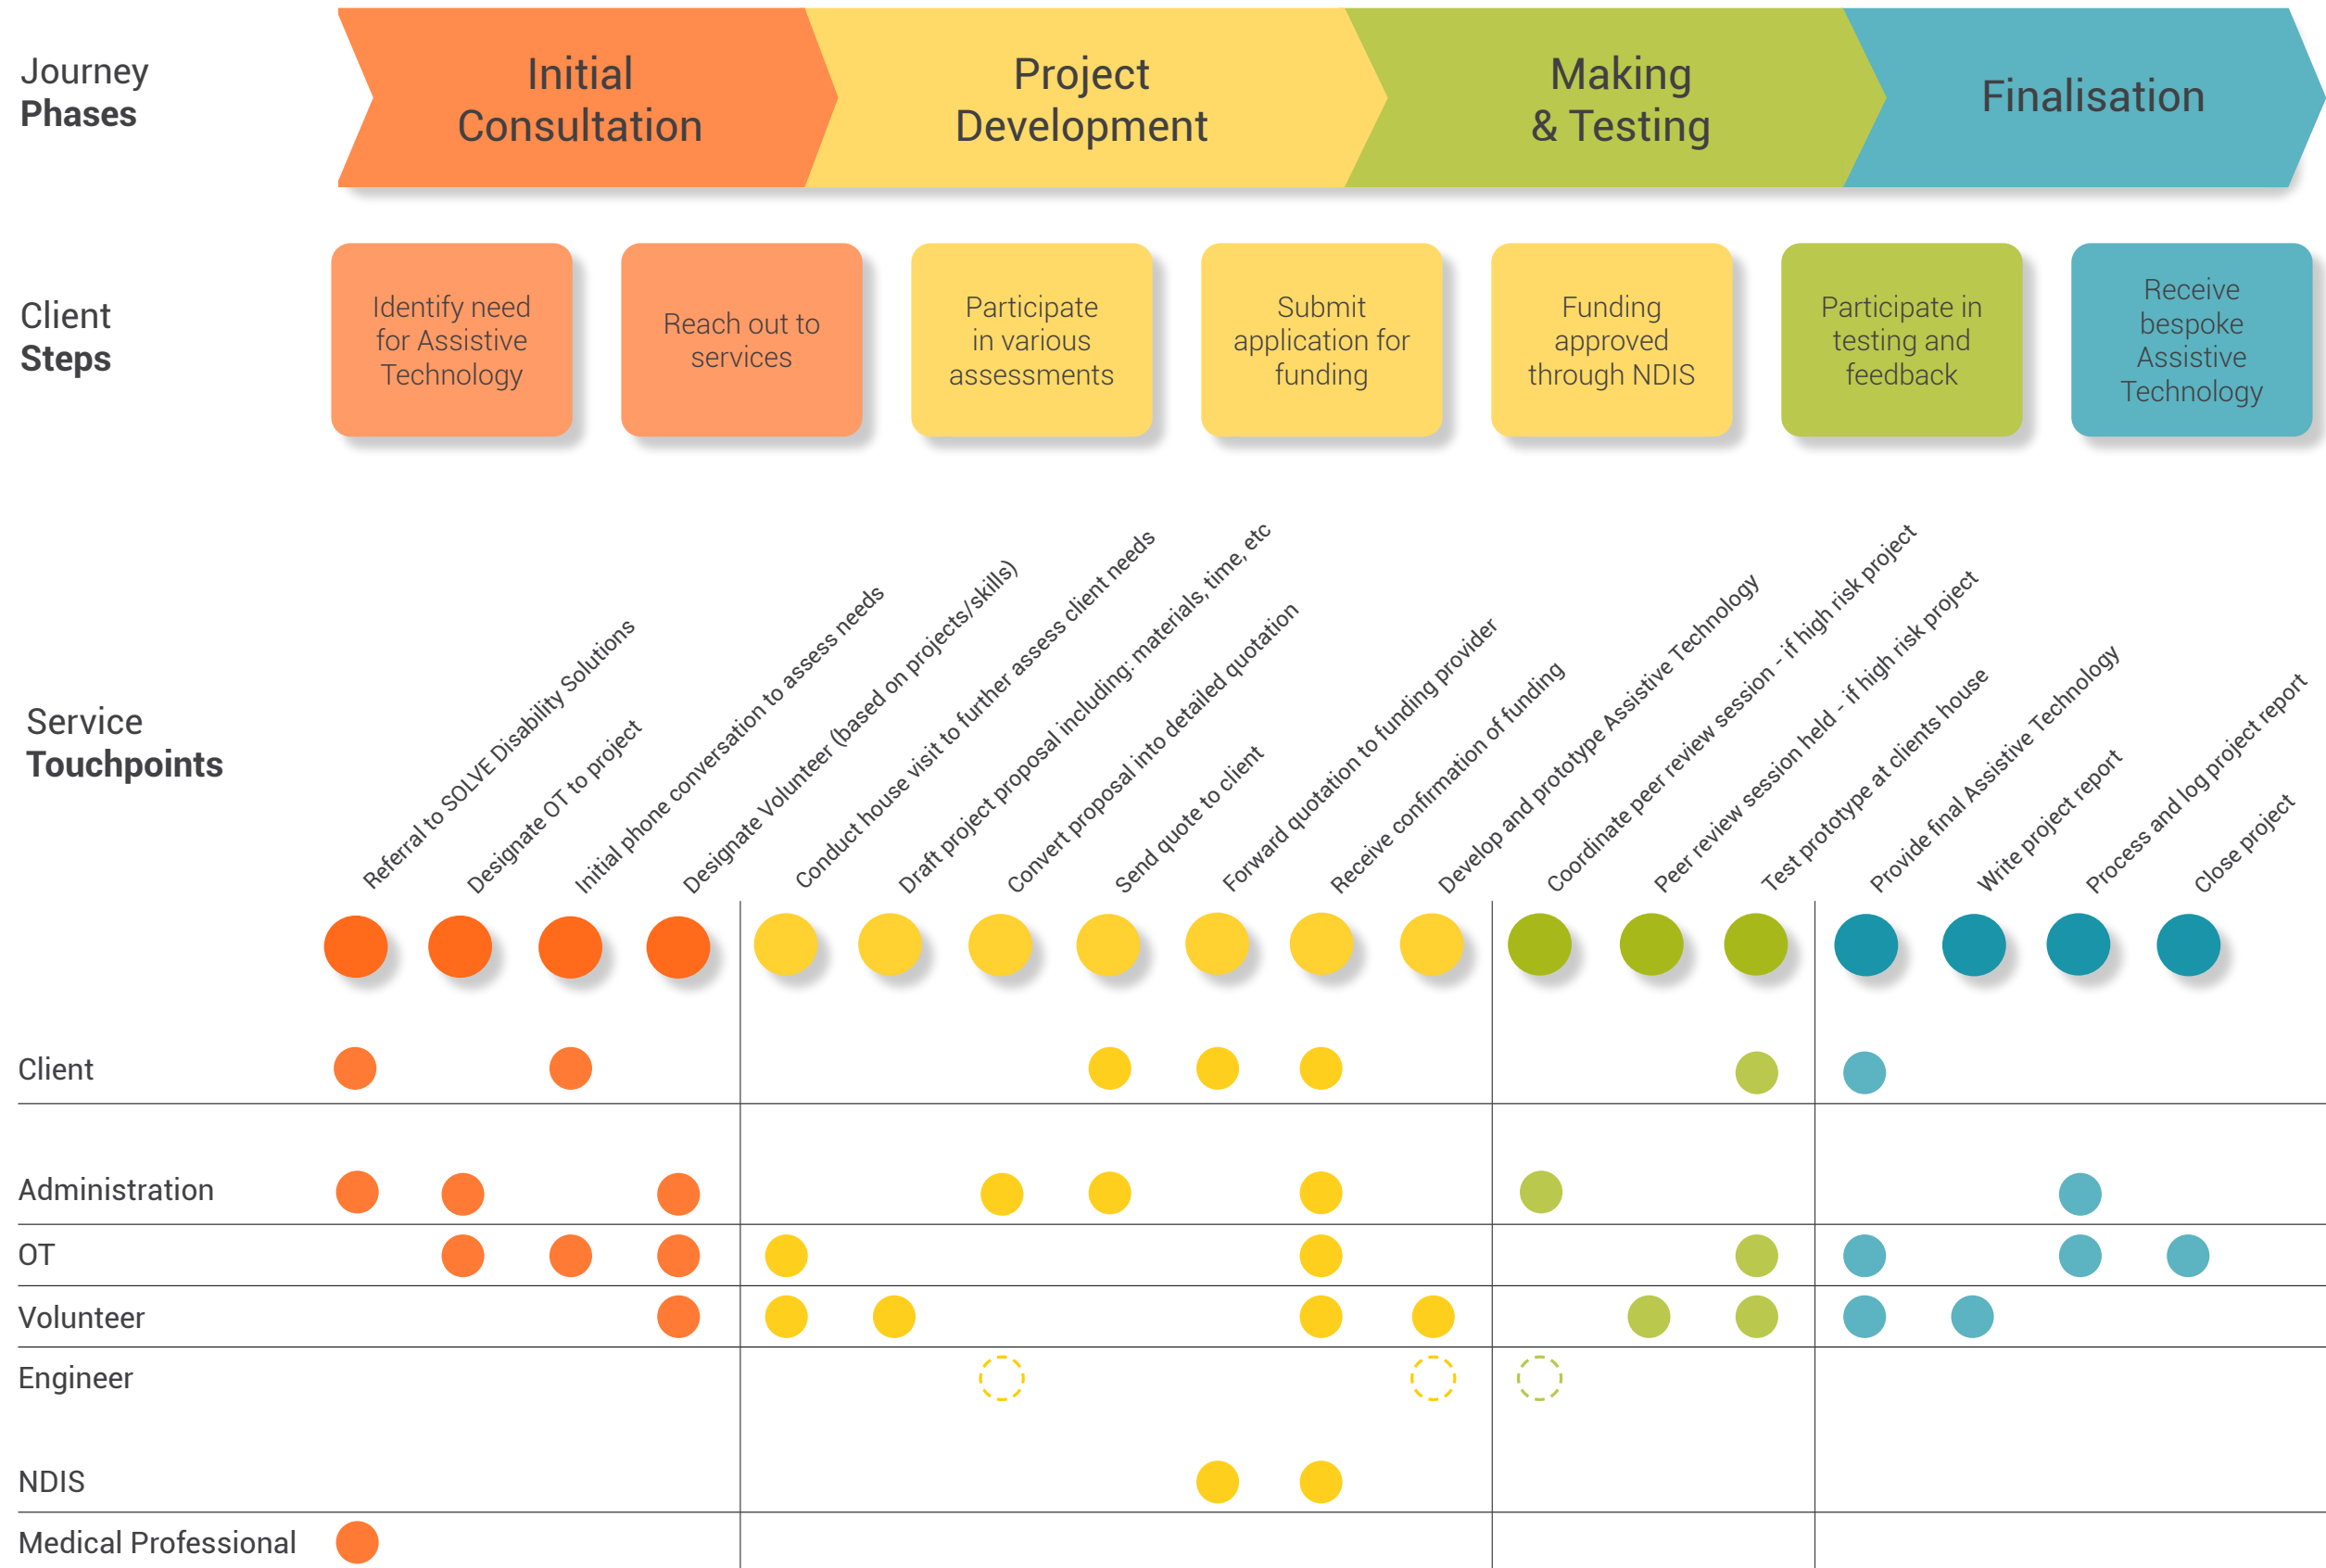 Journey
Phases
Initial
Consultation
Project
Development
Making
& Testing
Finalisation
Client
Steps
Identify need
for Assistive
Technology
Reach out to
services
Participate
in various
assessments
Submit
application for
funding
Funding
approved
through NDIS
Participate in
testing and
feedback
Receive
bespoke
Assistive
Technology
Service
Touchpoints
Referral to SOLVE Disability Solutions
Designate OT to project
Initial phone conversation to assess needs
Designate Volunteer (based on projects/skills)
Conduct house visit to further assess client needs
Draft project proposal including: materials, time, etc
Convert proposal into detailed quotation
Send quote to client
Forward quotation to funding provider
Receive confirmation of funding
Develop and prototype Assistive Technology
Coordinate peer review session - if high risk project
Peer review session held - if high risk project
Test prototype at clients house
Provide final Assistive Technology
Write project report
Process and log project report
Close project
Client
Administration
OT
Volunteer
Engineer
NDIS
Medical Professional